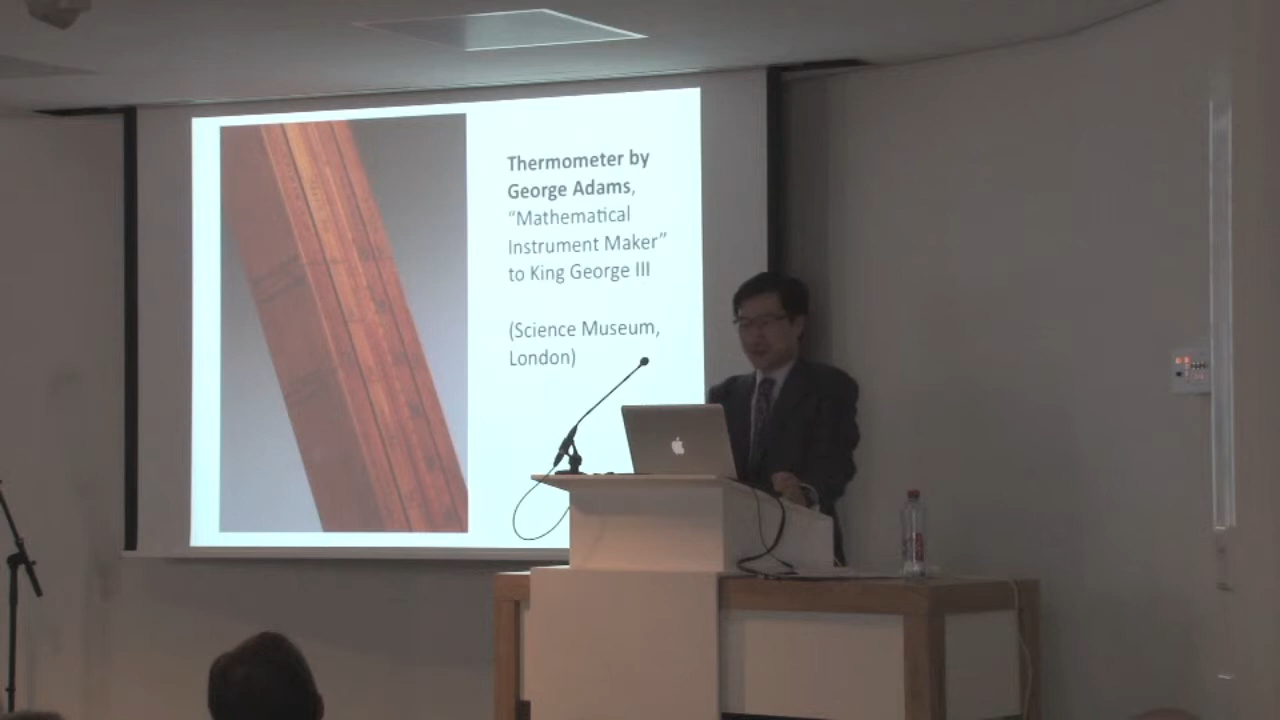 Thermometer by
George Adams,
“Mathematical
Instrument Maker”
to King George III
(Science Museum,
London)